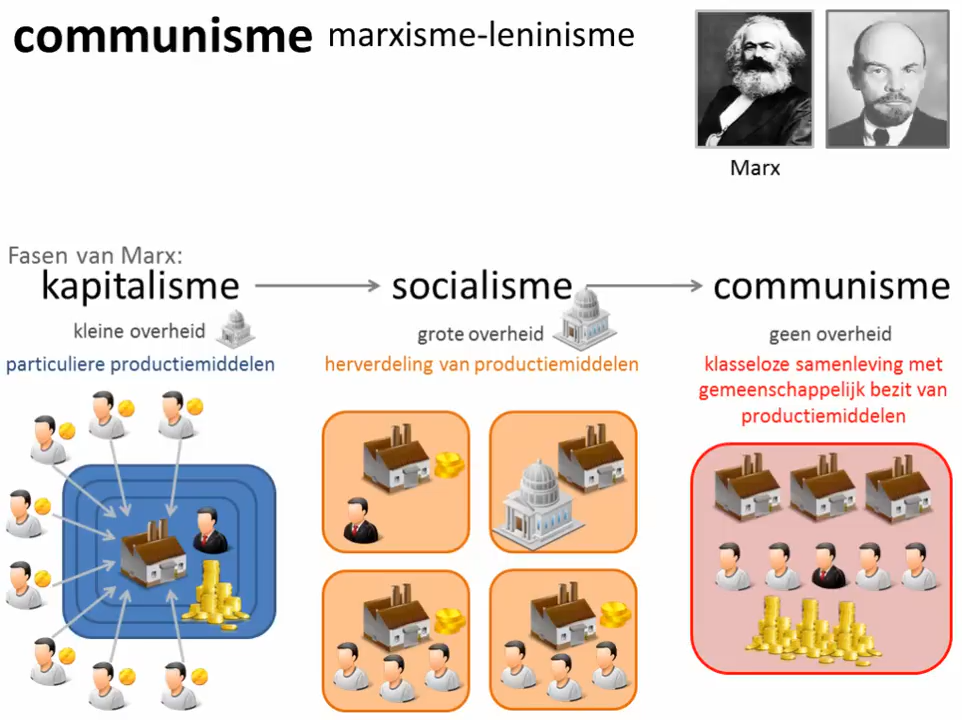 communisme marxisme-leninisme
Marx
Fasen van Marx:
kapitalisme
socialisme
communisme
kleine overheid
grote overheid
geen overheid
particuliere productiemiddelen
herverdeling van productiemiddelen
klasseloze samenleving met
gemeenschappelijk bezit van
productiemiddelen